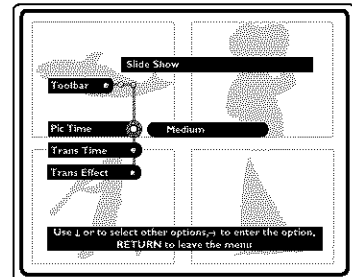 Slide Show
Toolbar
Pic Time
Medium
Trans Time
Trans Effect
Use ↓ or to select other options,→ to enter the option,
RETURN to leave the menu